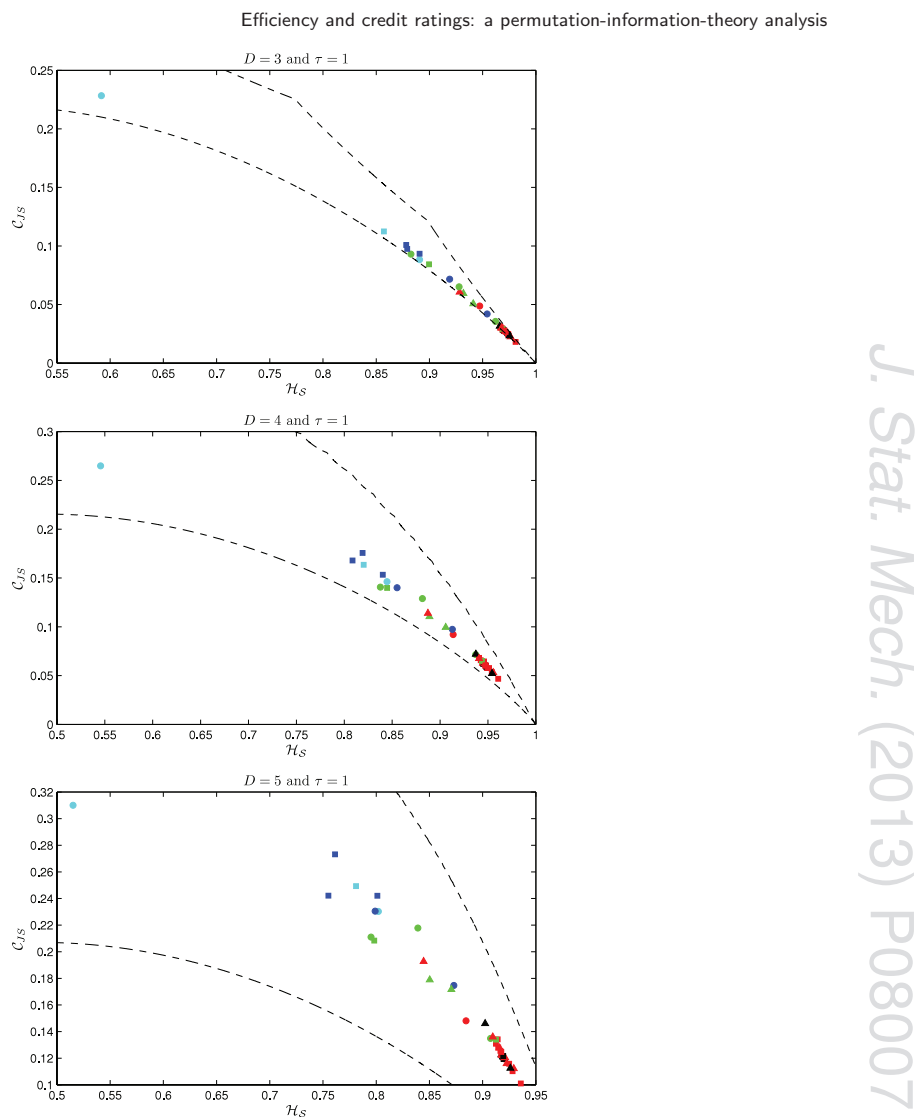 Efficiency and credit ratings: a permutation-information-theory analysis
D = 3 and τ = 1
0.25
0.2
0.15
0.1
0.05
0
C_JS
0.55 0.6 0.65 0.7 0.75 0.8 0.85 0.9 0.95 1
H_S
D = 4 and τ = 1
0.3
0.25
0.2
0.15
0.1
0.05
0
C_JS
0.5 0.55 0.6 0.65 0.7 0.75 0.8 0.85 0.9 0.95 1
H_S
D = 5 and τ = 1
0.32
0.3
0.28
0.26
0.24
0.22
0.2
0.18
0.16
0.14
0.12
0.1
C_JS
0.5 0.55 0.6 0.65 0.7 0.75 0.8 0.85 0.9 0.95
H_S
J. Stat. Mech. (2013) P08007